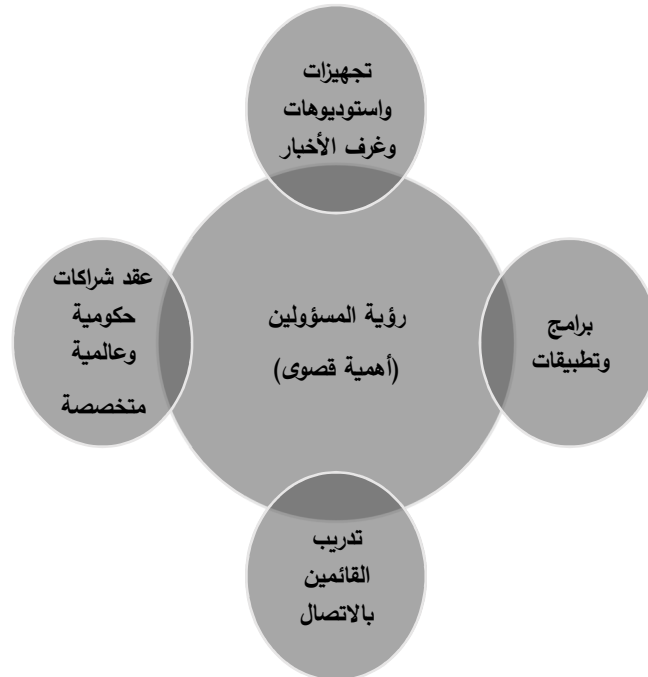 تجهيزات
واستوديوهات
وغرف الأخبار
برامج
وتطبيقات
رؤية المسؤولين
(أهمية قصوى)
عقد شراكات
حكومية
وعالمية
متخصصة
تدريب
القائمين
بالاتصال